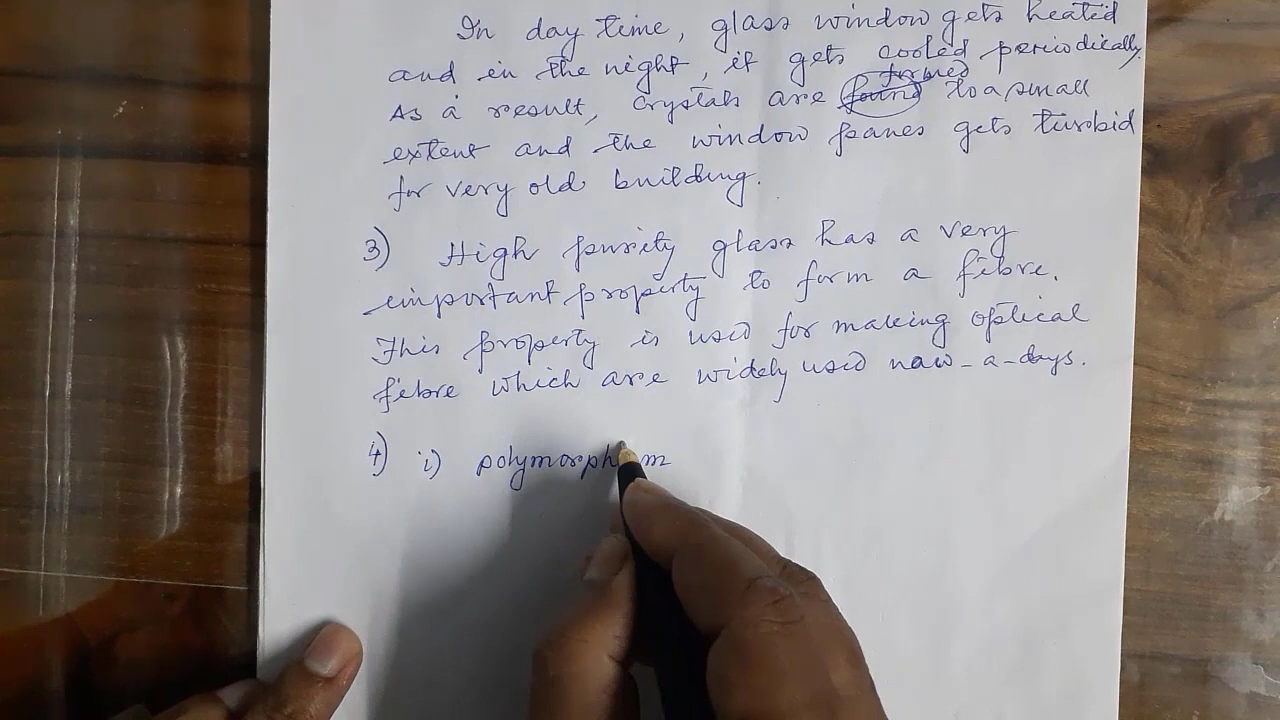 In day time, glass window gets heated
and in the night, it gets cooled periodically.
As a result, Crystals are found formed to a small
extent and the window panes gets turbid
for very old building.
3) High purity glass has a very
important property to form a fibre.
This property is used for making optical
fibre which are widely used now-a-days.
4) i) polymorphism